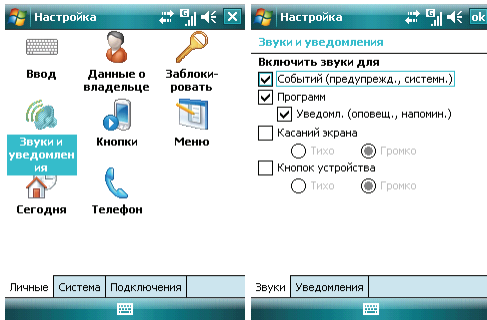 Настройка
Ввод
Данные о
владельце
Заблоки-
ровать
Звуки и
уведомлен
ия
Кнопки
Меню
Сегодня
Телефон
Личные
Система
Подключения
Настройка
ok
Звуки и уведомления
Включить звуки для
Событий (предупрежд., системн.)
Программ
Уведомл. (оповещ., напомин.)
Касаний экрана
Тихо
Громко
Кнопок устройства
Тихо
Громко
Звуки
Уведомления